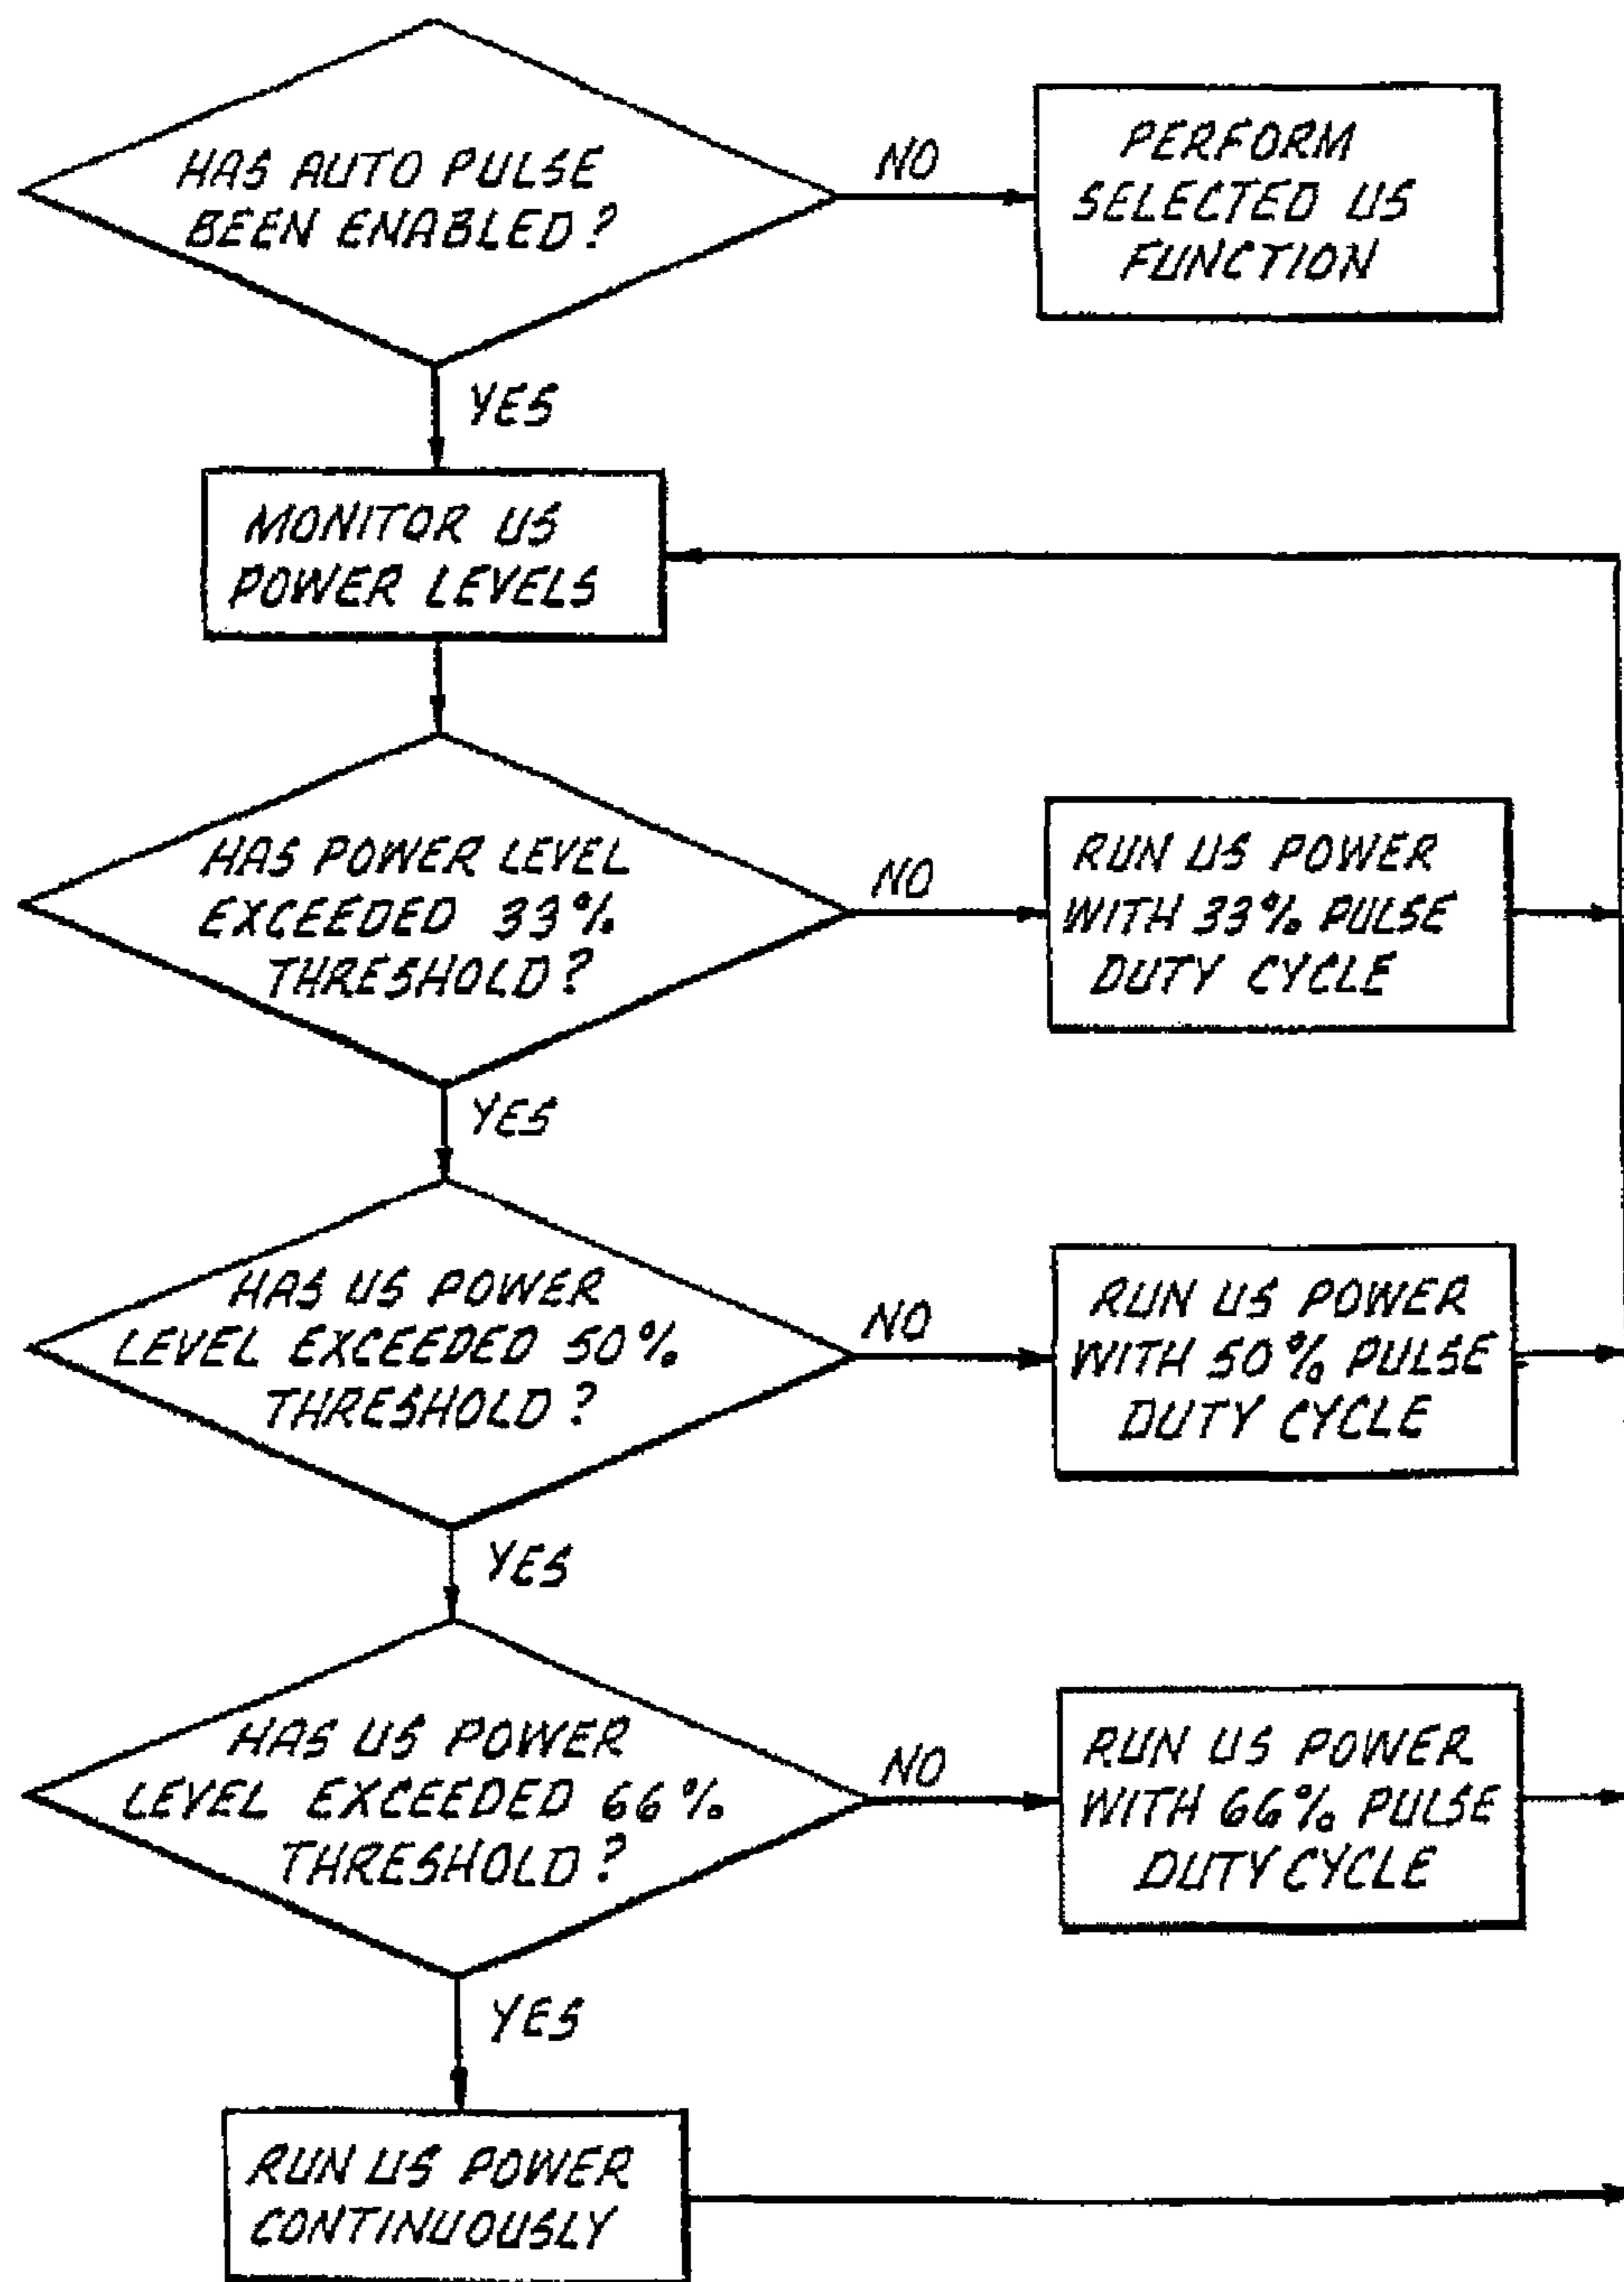 HAS AUTO PULSE
BEEN ENABLED?
NO
PERFORM
SELECTED US
FUNCTION
YES
MONITOR US
POWER LEVELS
HAS POWER LEVEL
EXCEEDED 33%
THRESHOLD?
NO
RUN US POWER
WITH 33% PULSE
DUTY CYCLE
YES
HAS US POWER
LEVEL EXCEEDED 50%
THRESHOLD?
NO
RUN US POWER
WITH 50% PULSE
DUTY CYCLE
YES
HAS US POWER
LEVEL EXCEEDED 66%
THRESHOLD?
NO
RUN US POWER
WITH 66% PULSE
DUTY CYCLE
YES
RUN US POWER
CONTINUOUSLY